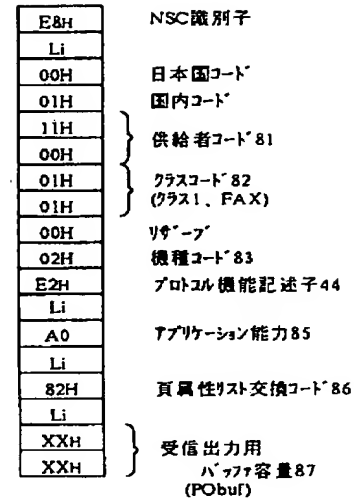 E8H NSC識別子
Li
00H 日本国コード
01H 国内コード
11H
供給者コード81
00H
01H クラスコード82
01H (クラス1、FAX)
00H リザーブ
02H 機種コード83
E2H プロトコル機能記述子44
Li
A0 アプリケーション能力85
Li
82H 頁属性リスト交換コード86
Li
XXH 受信出力用
XXH バッファ容量87
(PObuf)